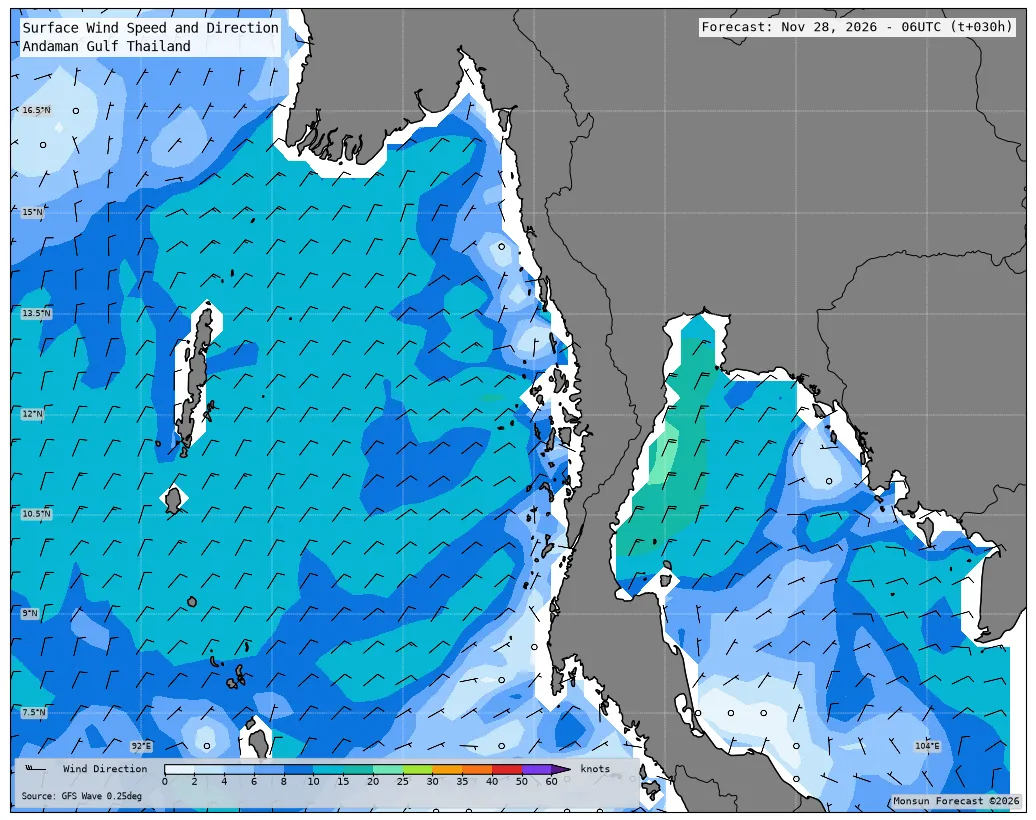 Surface Wind Speed and Direction
Andaman Gulf Thailand
Forecast: Nov 28, 2026 - 06UTC (t+030h)
16.5°N
15°N
13.5°N
12°N
10.5°N
9°N
7.5°N
92°E
104°E
Wind Direction
0 2 4 6 8 10 15 20 25 30 35 40 50 60
knots
Source: GFS Wave 0.25deg
Monsun Forecast ©2026